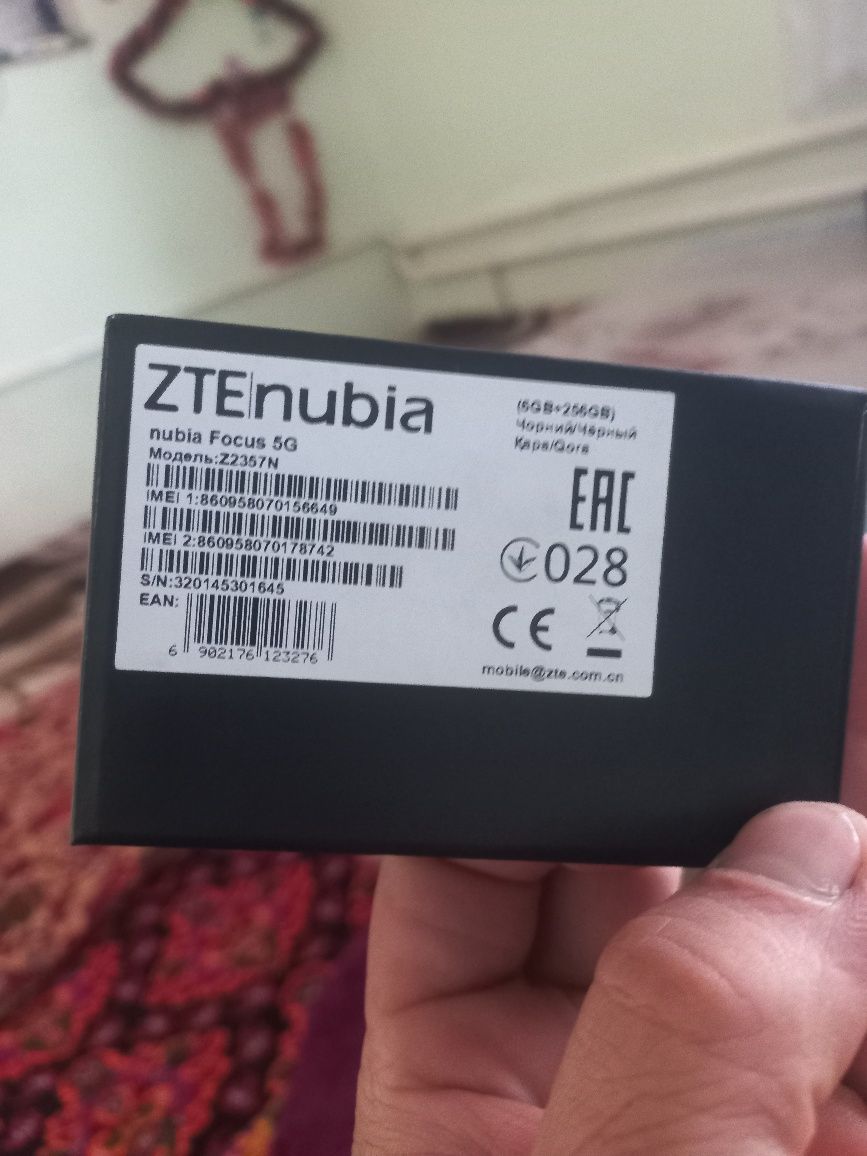 ZTE nubia
nubia Focus 5G
Модель:Z2357N
IMEI 1:860958070156649
IMEI 2:860958070178742
S/N:320145301645
EAN:
6 902176 123276
(6GB+256GB)
Чорний/Чёрный
Қара/Qora
EAC
028
CE
mobile@zte.com.cn